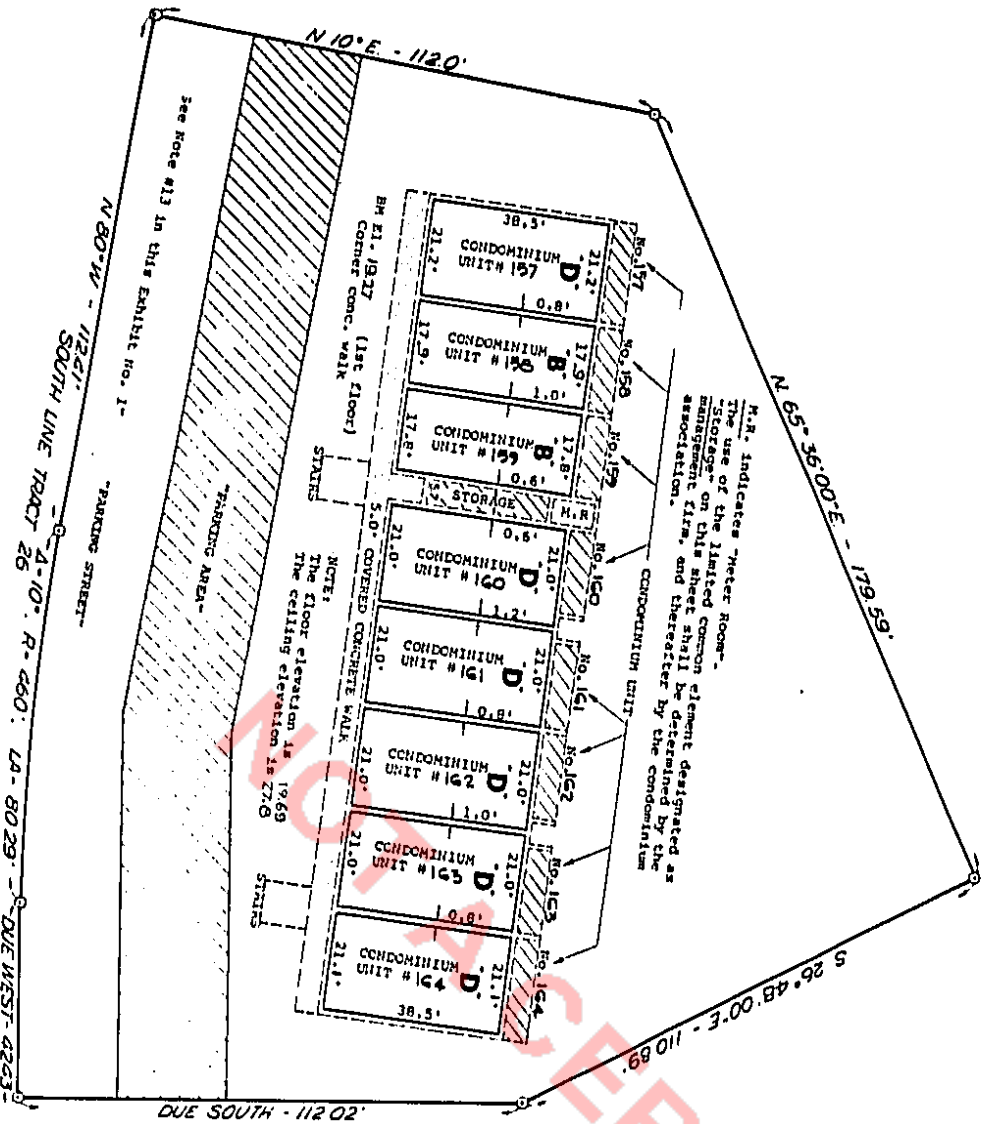 N 10° E. - 112.0'
N. 65° 36'00"E. - 179.59'
S 26° 48'00"E - 110.89'
DUE SOUTH - 112.02'
DUE WEST - 42.43
Δ - 10°. R - 460'. LA - 80.29'
SOUTH LINE TRACT 26
N 80° W - 112.61'
See Note #13 in this Exhibit No. 1-
"PARKING STREET"
"PARKING AREA"
M.R. indicates "Meter Room".
The use of the limited common element designated as
"Storage" on this sheet shall be determined by the
management firm, and thereafter by the condominium
association.
CONDOMINIUM UNIT
No. 157
No. 158
No. 159
No. 160
No. 161
No. 162
No. 163
No. 164
38.5'
21.2'
CONDOMINIUM "D"
UNIT # 157
21.2'
0.8'
17.9'
CONDOMINIUM "B"
UNIT # 158
17.9'
1.0'
17.8'
CONDOMINIUM "B"
UNIT # 159
17.8'
0.6'
STORAGE
M.R
0.6'
21.0'
CONDOMINIUM "D"
UNIT # 160
21.0'
1.2'
21.0'
CONDOMINIUM "D"
UNIT # 161
21.0'
0.8'
21.0'
CONDOMINIUM "D"
UNIT # 162
21.0'
1.0'
21.0'
CONDOMINIUM "D"
UNIT # 163
21.0'
0.8'
21.1'
CONDOMINIUM "D"
UNIT # 164
21.1'
38.5'
BM El. 19.27 (1st floor)
Corner conc. walk
STAIRS
5.0' COVERED CONCRETE WALK
NOTE:
The floor elevation is 19.69
The ceiling elevation is 27.8
STAIRS
NOT A CER